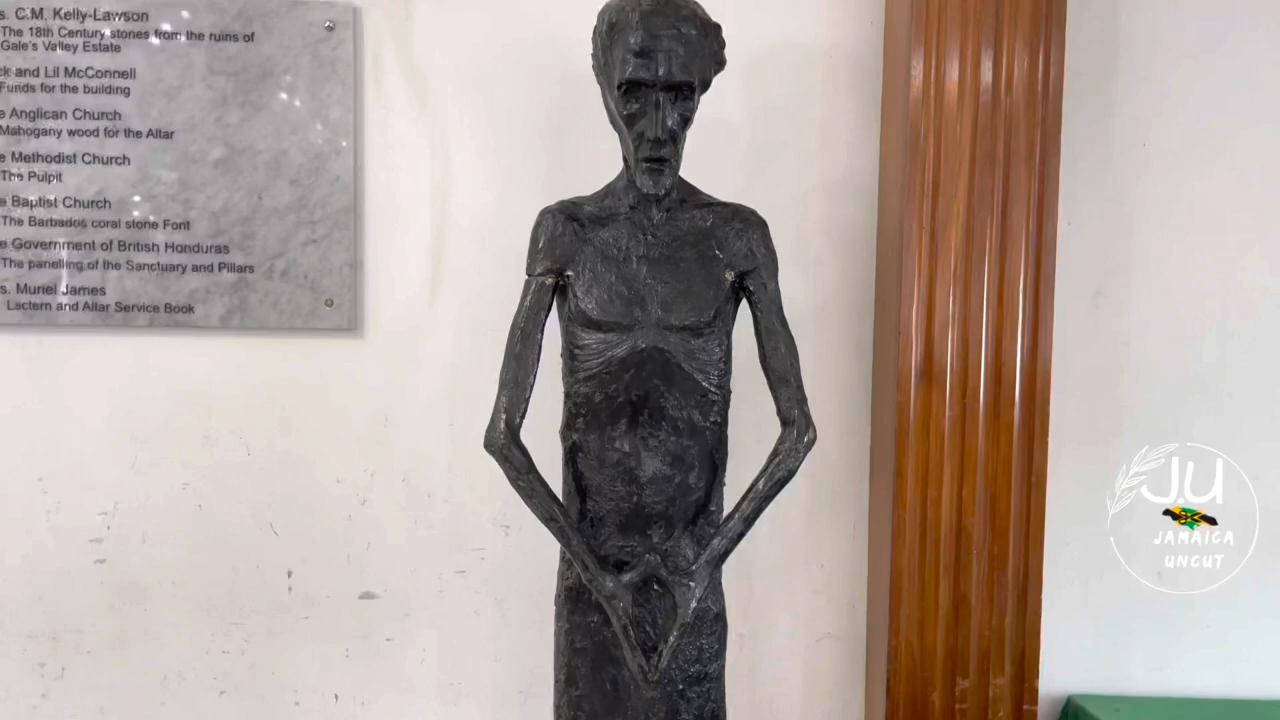 s. C.M. Kelly-Lawson
The 18th Century stones from the ruins of
Gale's Valley Estate
ck and Lil McConnell
Funds for the building
e Anglican Church
Mahogany wood for the Altar
e Methodist Church
The Pulpit
e Baptist Church
The Barbados coral stone Font
e Government of British Honduras
The panelling of the Sanctuary and Pillars
s. Muriel James
Lectern and Altar Service Book
J.U
JAMAICA
UNCUT